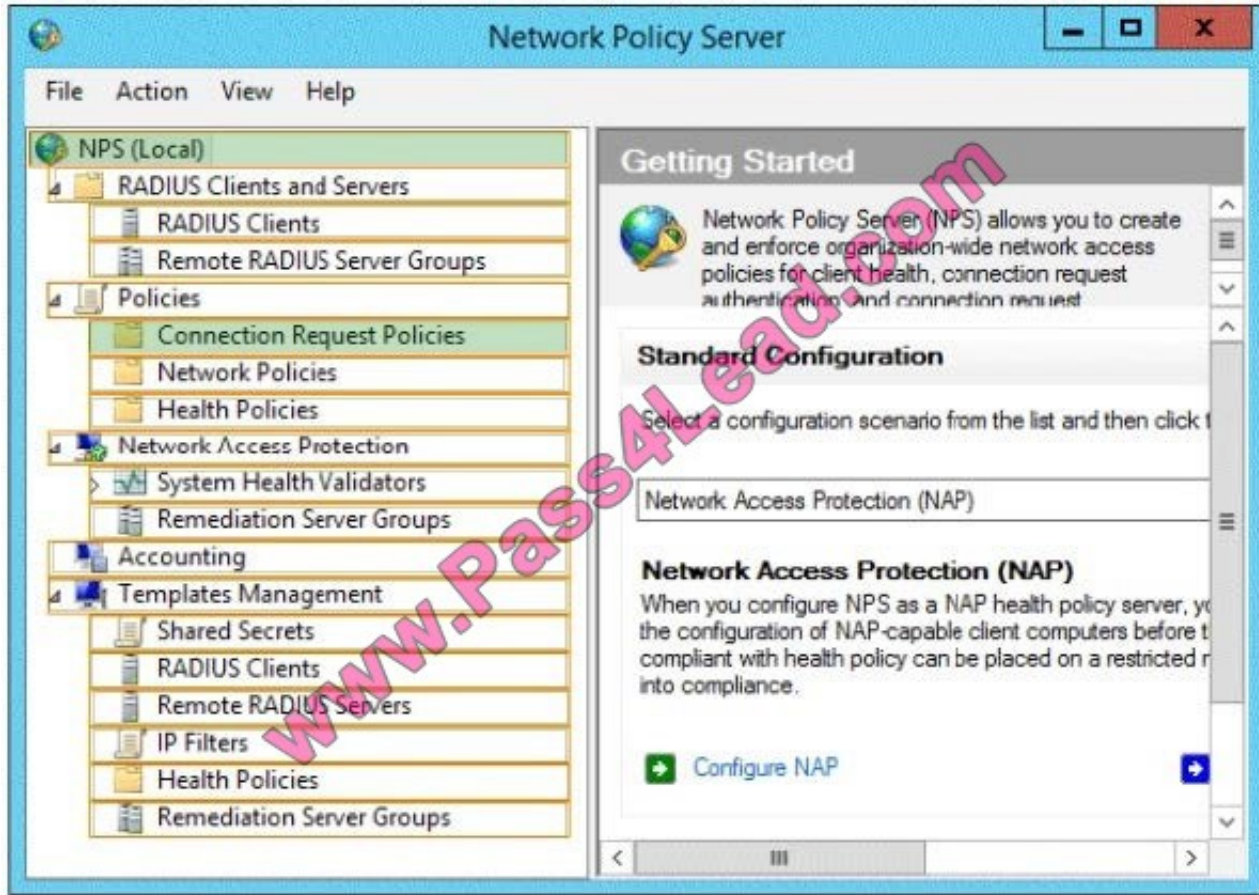 Network Policy Server
File Action View Help
NPS (Local)
RADIUS Clients and Servers
RADIUS Clients
Remote RADIUS Server Groups
Policies
Connection Request Policies
Network Policies
Health Policies
Network Access Protection
System Health Validators
Remediation Server Groups
Accounting
Templates Management
Shared Secrets
RADIUS Clients
Remote RADIUS Servers
IP Filters
Health Policies
Remediation Server Groups
Getting Started
Network Policy Server (NPS) allows you to create
and enforce organization-wide network access
policies for client health, connection request
authentication, and connection request
Standard Configuration
Select a configuration scenario from the list and then click t
Network Access Protection (NAP)
Network Access Protection (NAP)
When you configure NPS as a NAP health policy server, yo
the configuration of NAP-capable client computers before t
compliant with health policy can be placed on a restricted r
into compliance.
Configure NAP
www.Pass4Lead.com